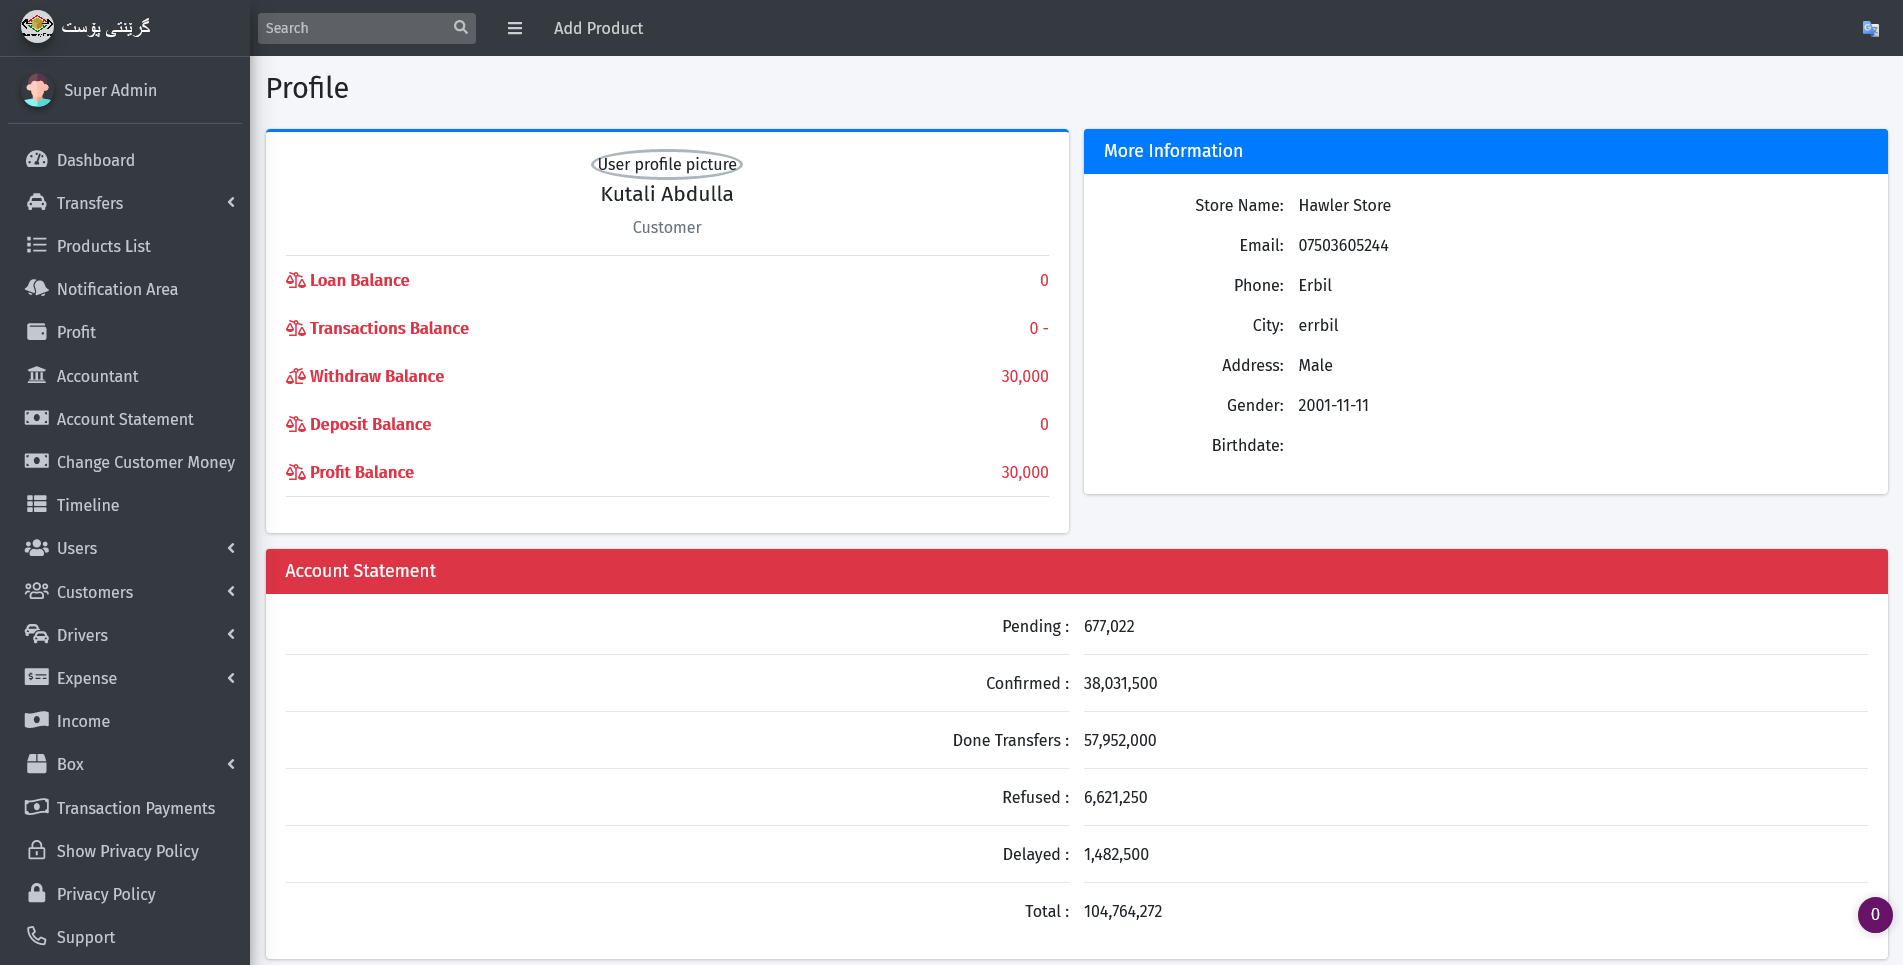 گرێنتی پۆست
Search
Add Product
Super Admin
Dashboard
Transfers
Products List
Notification Area
Profit
Accountant
Account Statement
Change Customer Money
Timeline
Users
Customers
Drivers
Expense
Income
Box
Transaction Payments
Show Privacy Policy
Privacy Policy
Support
Profile
User profile picture
Kutali Abdulla
Customer
Loan Balance 0
Transactions Balance 0 -
Withdraw Balance 30,000
Deposit Balance 0
Profit Balance 30,000
More Information
Store Name: Hawler Store
Email: 07503605244
Phone: Erbil
City: errbil
Address: Male
Gender: 2001-11-11
Birthdate:
Account Statement
Pending : 677,022
Confirmed : 38,031,500
Done Transfers : 57,952,000
Refused : 6,621,250
Delayed : 1,482,500
Total : 104,764,272
0